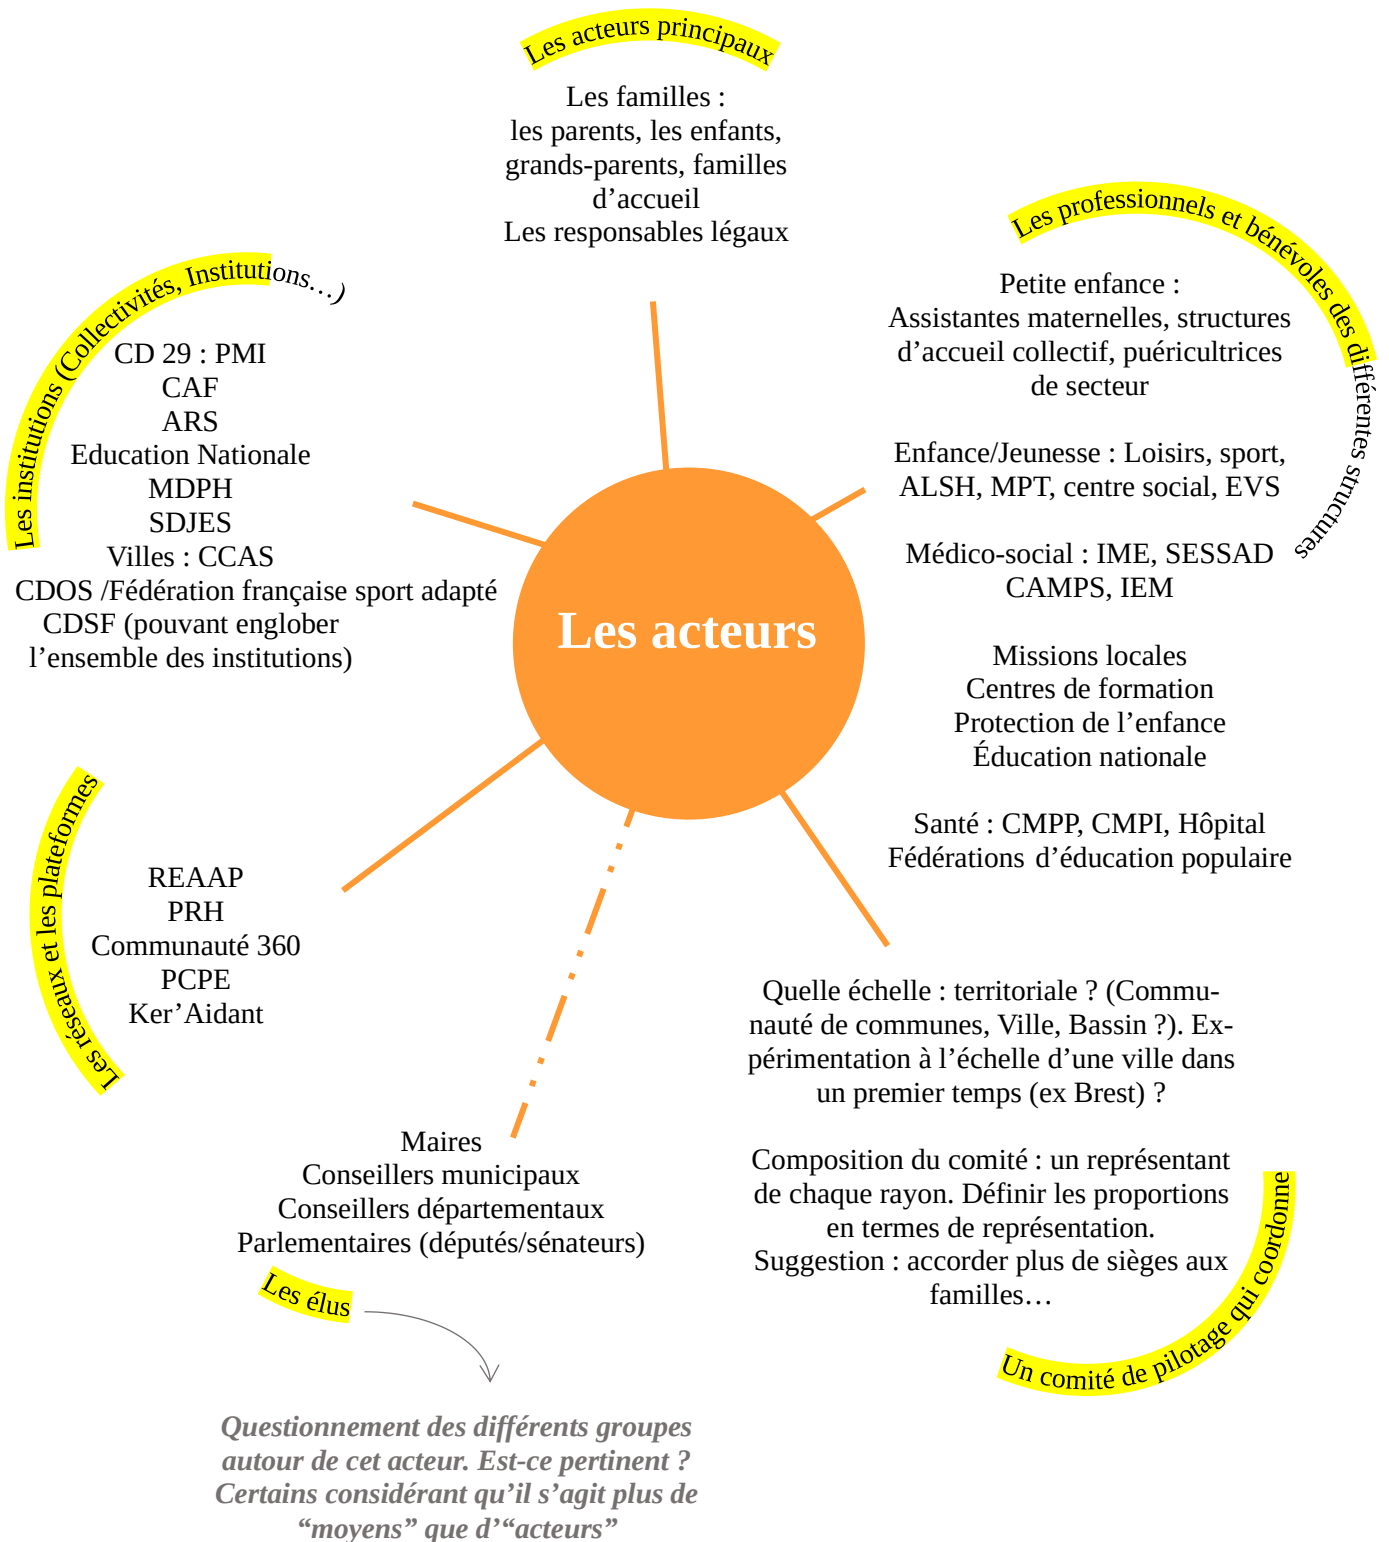 Les acteurs principaux
Les familles :
les parents, les enfants,
grands-parents, familles
d’accueil
Les responsables légaux
Les professionnels et bénévoles des différentes structures
Petite enfance :
Assistantes maternelles, structures
d’accueil collectif, puéricultrices
de secteur
Enfance/Jeunesse : Loisirs, sport,
ALSH, MPT, centre social, EVS
Médico-social : IME, SESSAD
CAMPS, IEM
Missions locales
Centres de formation
Protection de l’enfance
Éducation nationale
Santé : CMPP, CMPI, Hôpital
Fédérations d’éducation populaire
Les institutions (Collectivités, Institutions…)
CD 29 : PMI
CAF
ARS
Education Nationale
MDPH
SDJES
Villes : CCAS
CDOS /Fédération française sport adapté
CDSF (pouvant englober
l’ensemble des institutions)
Les acteurs
Les réseaux et les plateformes
REAAP
PRH
Communauté 360
PCPE
Ker’Aidant
Quelle échelle : territoriale ? (Commu-
nauté de communes, Ville, Bassin ?). Ex-
périmentation à l’échelle d’une ville dans
un premier temps (ex Brest) ?
Composition du comité : un représentant
de chaque rayon. Définir les proportions
en termes de représentation.
Suggestion : accorder plus de sièges aux
familles…
Un comité de pilotage qui coordonne
Maires
Conseillers municipaux
Conseillers départementaux
Parlementaires (députés/sénateurs)
Les élus
Questionnement des différents groupes
autour de cet acteur. Est-ce pertinent ?
Certains considérant qu’il s’agit plus de
“moyens” que d’“acteurs”